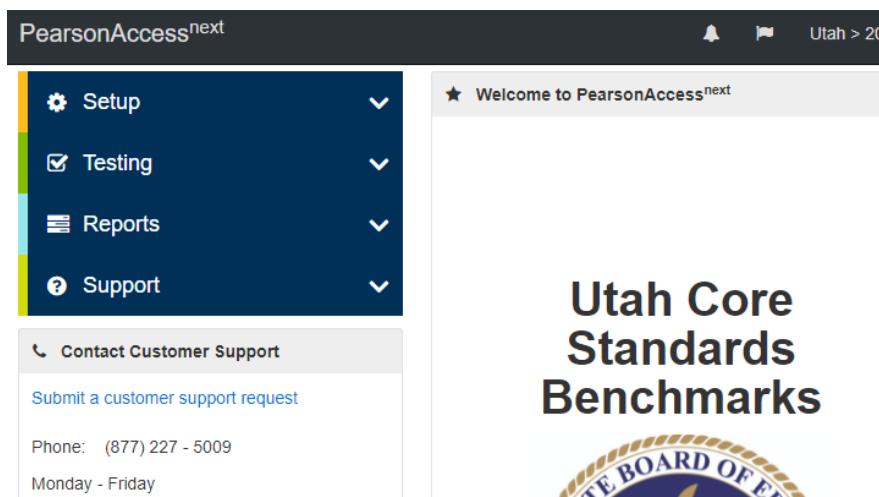 PearsonAccessnext
Utah > 20
Setup
Testing
Reports
Support
Contact Customer Support
Submit a customer support request
Phone: (877) 227 - 5009
Monday - Friday
Welcome to PearsonAccessnext
Utah Core
Standards
Benchmarks
BOARD OF